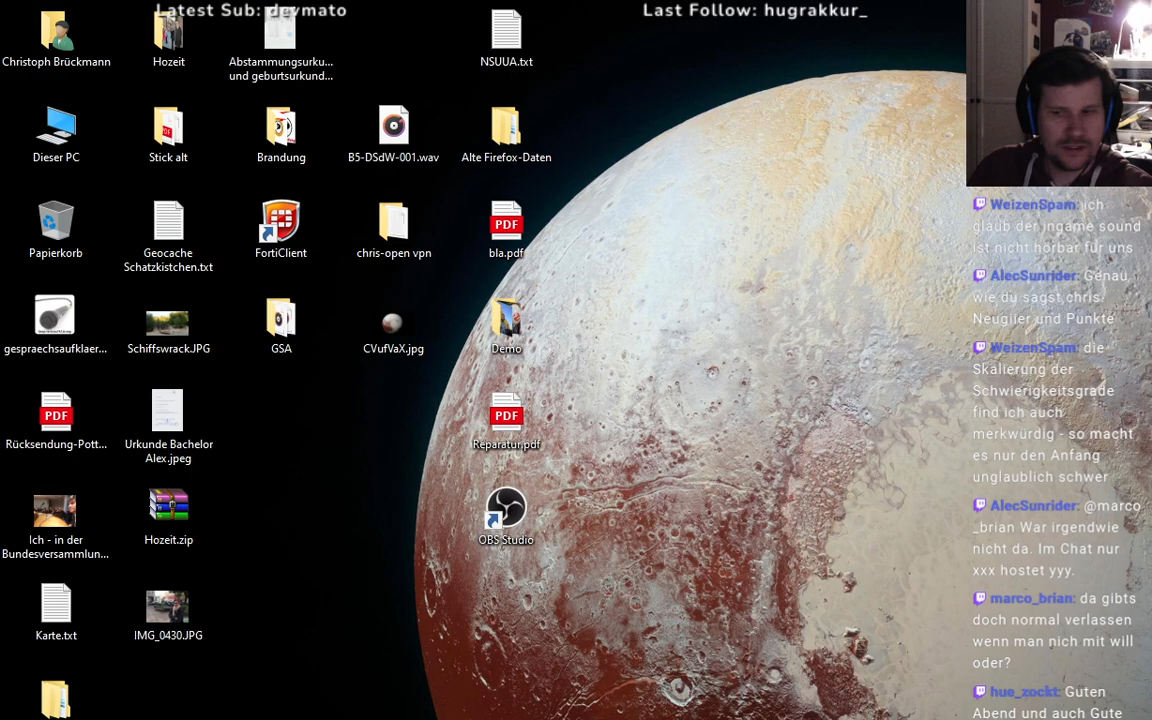 Latest Sub: devmato
Last Follow: hugrakkur_
Christoph Brückmann
Hozeit
Abstammungsurku...
und geburtsurkund...
NSUUA.txt
Dieser PC
Stick alt
Brandung
B5-DSdW-001.wav
Alte Firefox-Daten
Papierkorb
Geocache
Schatzkistchen.txt
FortiClient
chris-open vpn
PDF
bla.pdf
gespraechsaufklaer...
Schiffswrack.JPG
GSA
CVufVaX.jpg
Demo
PDF
Rücksendung-Pott...
Urkunde Bachelor
Alex.jpeg
PDF
Reparatur.pdf
Ich - in der
Bundesversammlun...
Hozeit.zip
OBS Studio
Karte.txt
IMG_0430.JPG
WeizenSpam: ich
glaub der ingame sound
ist nicht hörbar für uns
AlecSunrider: Genau,
wie du sagst chris.
Neugier und Punkte
WeizenSpam: die
Skalierung der
Schwierigkeitsgrade
find ich auch
merkwürdig - so macht
es nur den Anfang
unglaublich schwer
AlecSunrider: @marco
_brian War irgendwie
nicht da. Im Chat nur
xxx hostet yyy.
marco_brian: da gibts
doch normal verlassen
wenn man nich mit will
oder?
hue_zockt: Guten
Abend und auch Gute